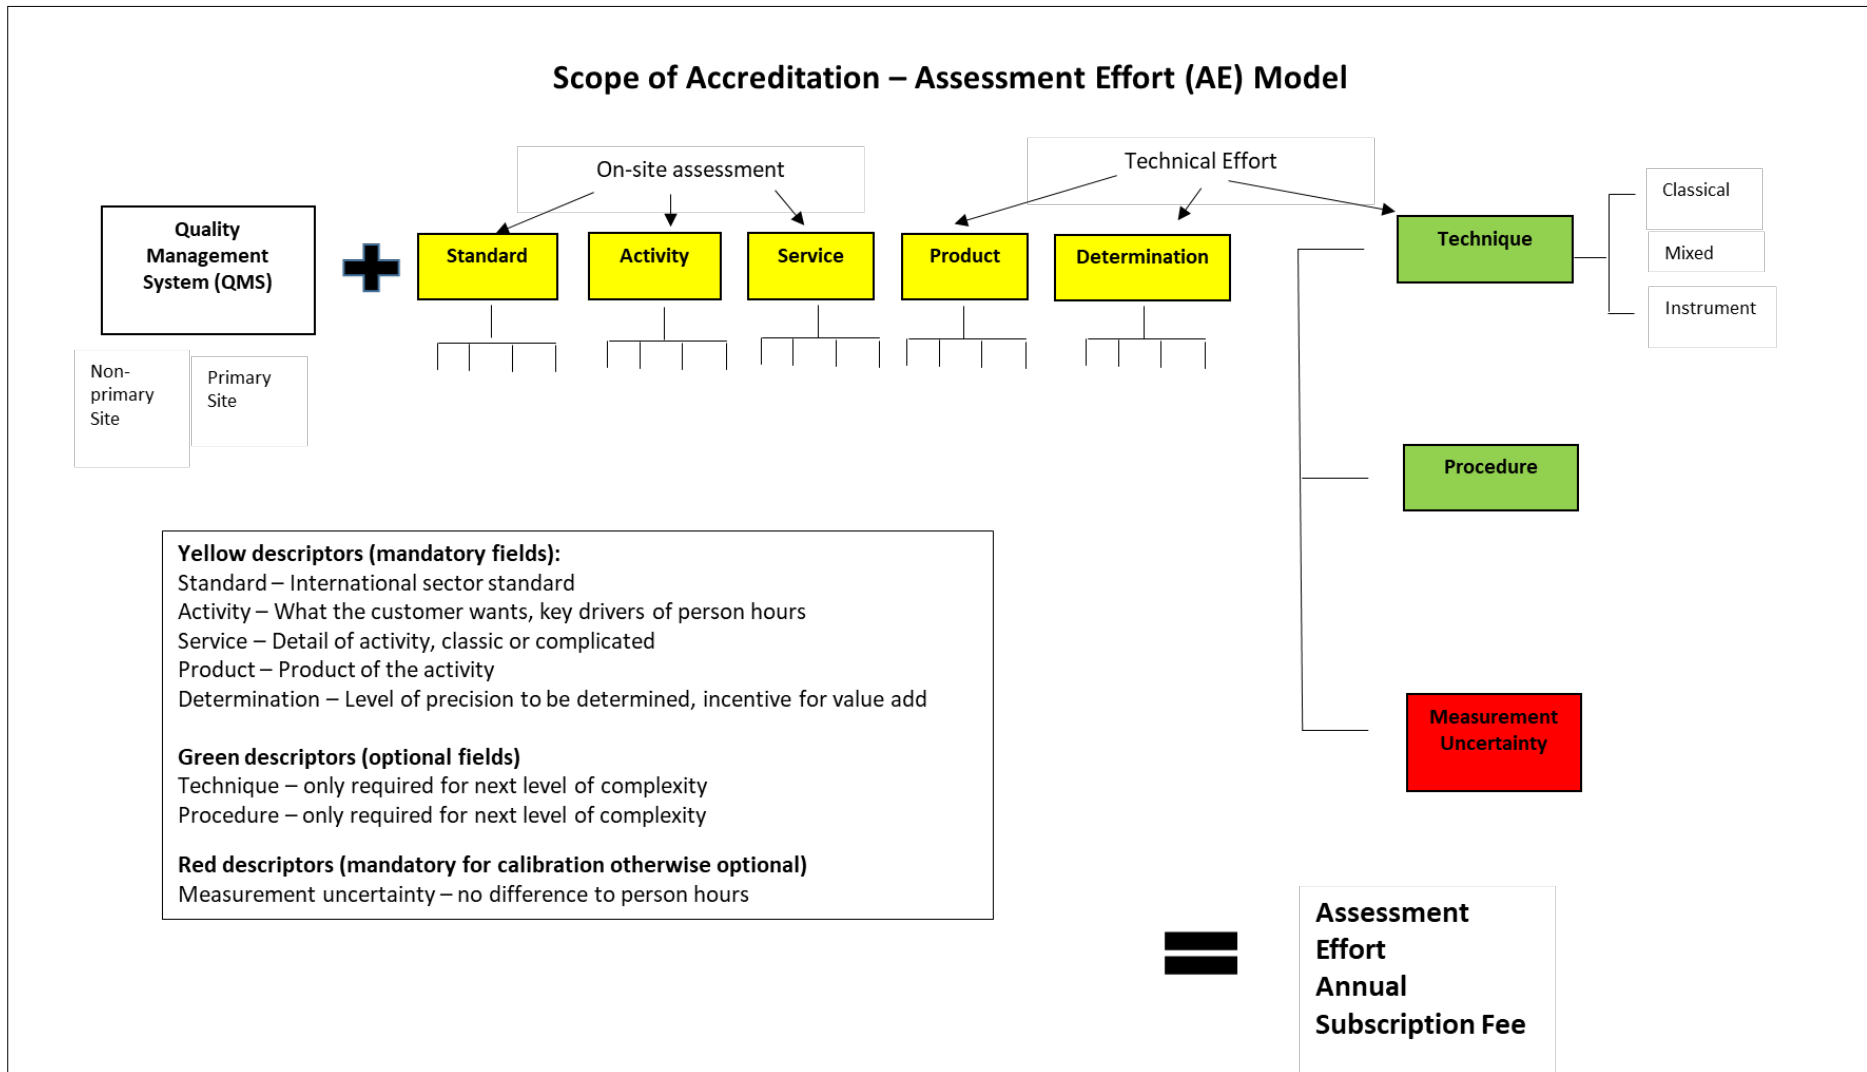 Scope of Accreditation – Assessment Effort (AE) Model
On-site assessment
Technical Effort
Quality
Management
System (QMS)
Standard
Activity
Service
Product
Determination
Technique
Classical
Mixed
Instrument
Non-
primary
Site
Primary
Site
Procedure
Measurement
Uncertainty
Yellow descriptors (mandatory fields):
Standard – International sector standard
Activity – What the customer wants, key drivers of person hours
Service – Detail of activity, classic or complicated
Product – Product of the activity
Determination – Level of precision to be determined, incentive for value add
Green descriptors (optional fields)
Technique – only required for next level of complexity
Procedure – only required for next level of complexity
Red descriptors (mandatory for calibration otherwise optional)
Measurement uncertainty – no difference to person hours
Assessment
Effort
Annual
Subscription Fee